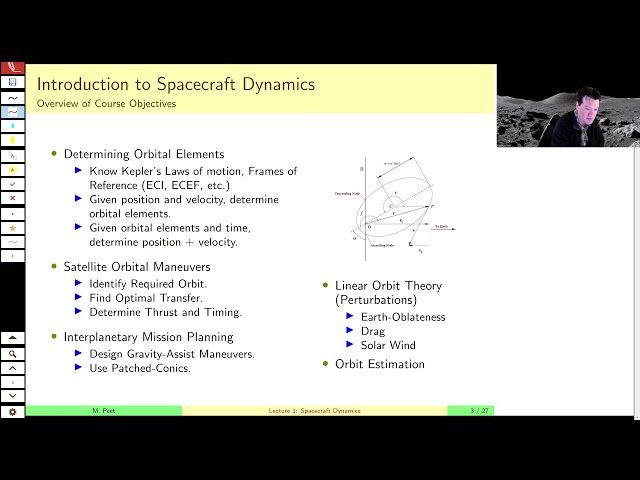 Introduction to Spacecraft Dynamics
Overview of Course Objectives
Determining Orbital Elements
Know Kepler's Laws of motion, Frames of
Reference (ECI, ECEF, etc.)
Given position and velocity, determine
orbital elements.
Given orbital elements and time,
determine position + velocity.
Satellite Orbital Maneuvers
Identify Required Orbit.
Find Optimal Transfer.
Determine Thrust and Timing.
Interplanetary Mission Planning
Design Gravity-Assist Maneuvers.
Use Patched-Conics.
Descending Node
To Earth
Ascending Node
Linear Orbit Theory
(Perturbations)
Earth-Oblateness
Drag
Solar Wind
Orbit Estimation
M. Peet
Lecture 1: Spacecraft Dynamics
3 / 27